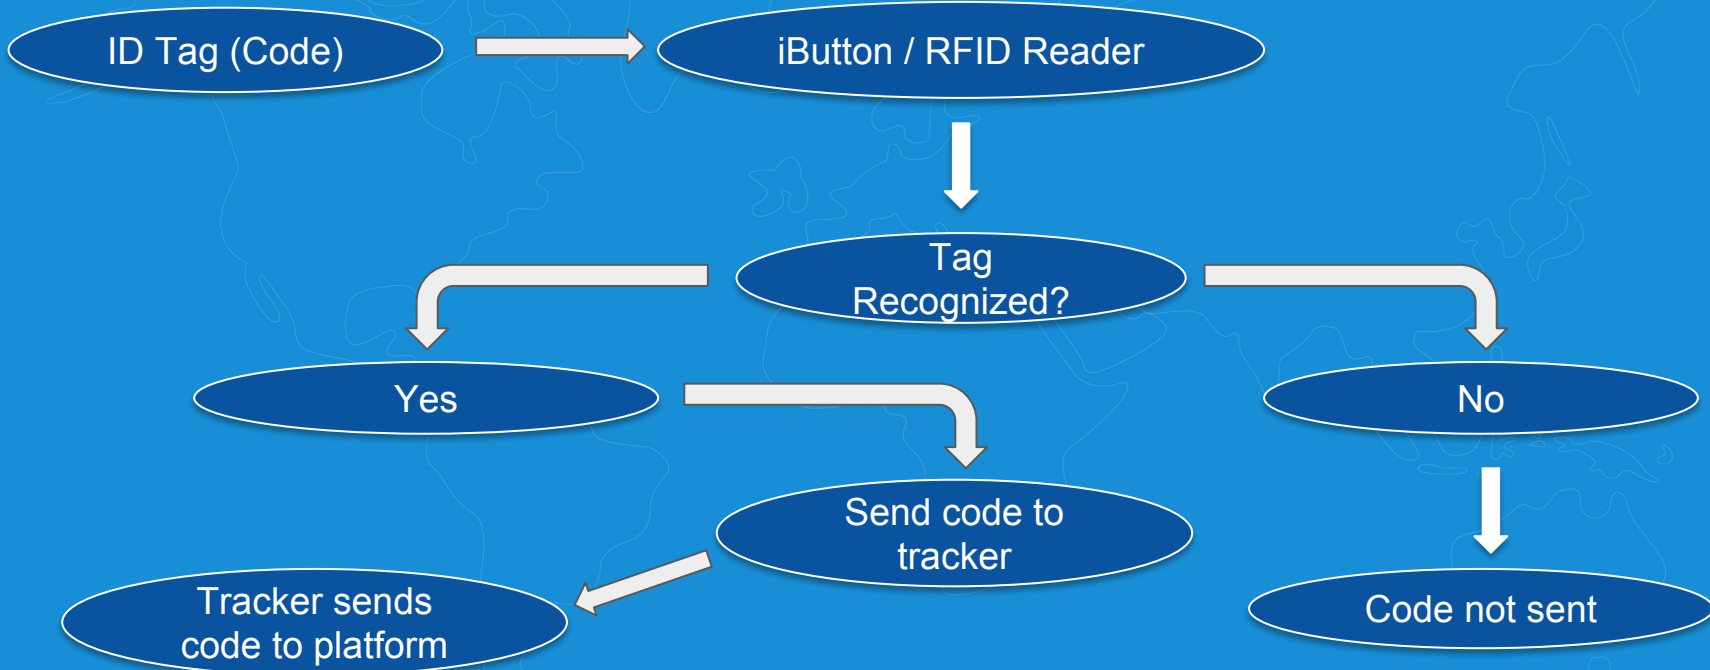 ID Tag (Code)
iButton / RFID Reader
Tag
Recognized?
Yes
No
Send code to
tracker
Tracker sends
code to platform
Code not sent